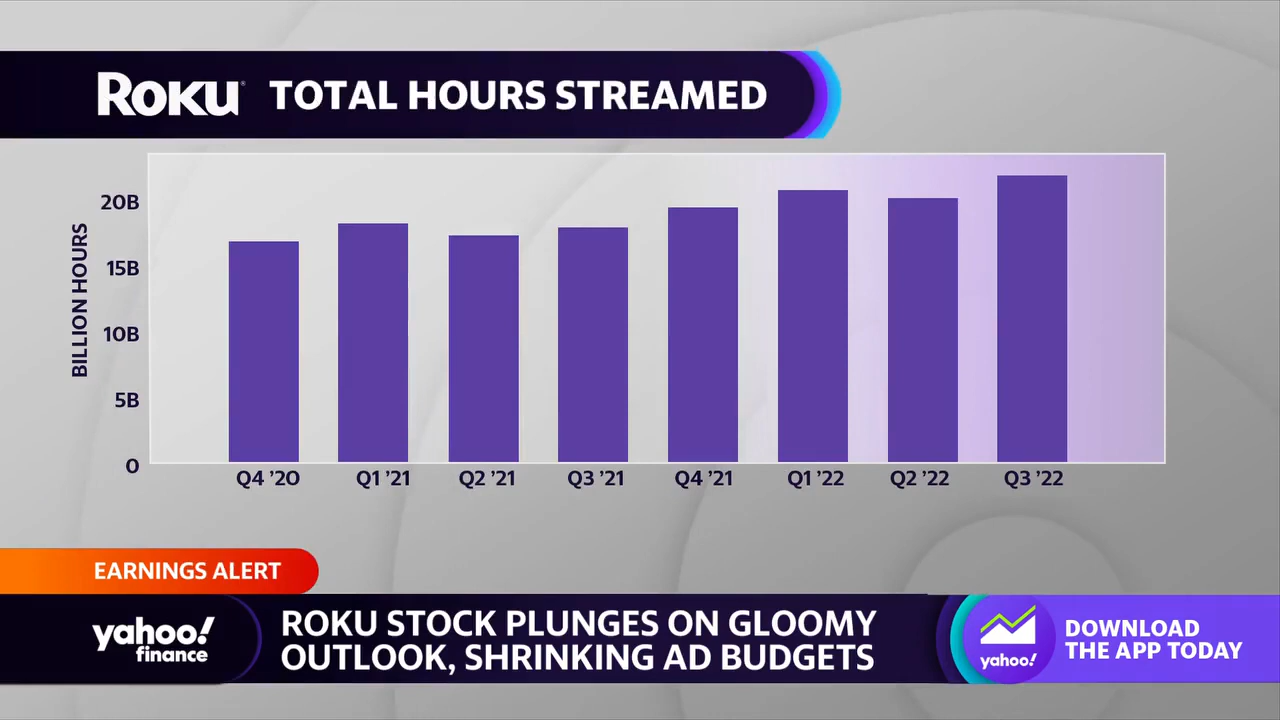 ROKU TOTAL HOURS STREAMED
BILLION HOURS
20B
15B
10B
5B
0
Q4 ’20 Q1 ’21 Q2 ’21 Q3 ’21 Q4 ’21 Q1 ’22 Q2 ’22 Q3 ’22
EARNINGS ALERT
yahoo!
finance
ROKU STOCK PLUNGES ON GLOOMY
OUTLOOK, SHRINKING AD BUDGETS
yahoo!
DOWNLOAD
THE APP TODAY